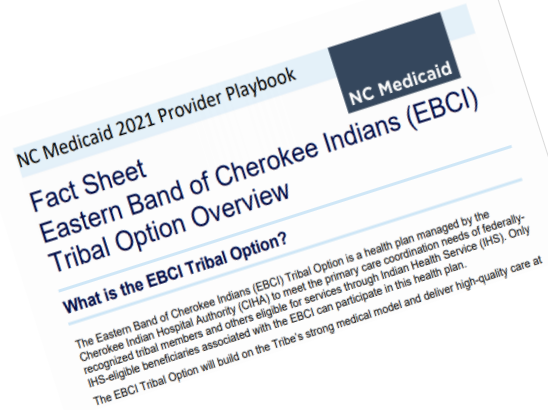 NC Medicaid 2021 Provider Playbook
NC Medicaid
Fact Sheet
Eastern Band of Cherokee Indians (EBCI)
Tribal Option Overview
What is the EBCI Tribal Option?
The Eastern Band of Cherokee Indians (EBCI) Tribal Option is a health plan managed by the
Cherokee Indian Hospital Authority (CIHA) to meet the primary care coordination needs of federally-
recognized tribal members and others eligible for services through Indian Health Service (IHS). Only
IHS-eligible beneficiaries associated with the EBCI can participate in this health plan.
The EBCI Tribal Option will build on the Tribe's strong medical model and deliver high-quality care at